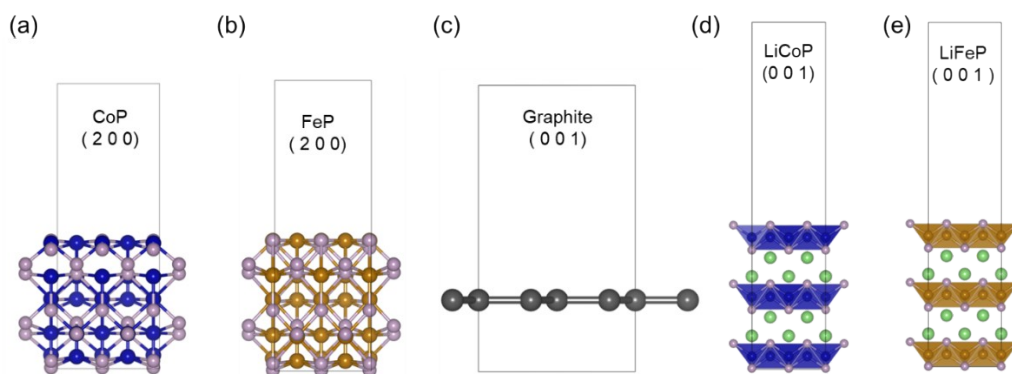 (a)
CoP
( 2 0 0 )
(b)
FeP
( 2 0 0 )
(c)
Graphite
( 0 0 1 )
(d)
LiCoP
(0 0 1)
(e)
LiFeP
( 0 0 1 )